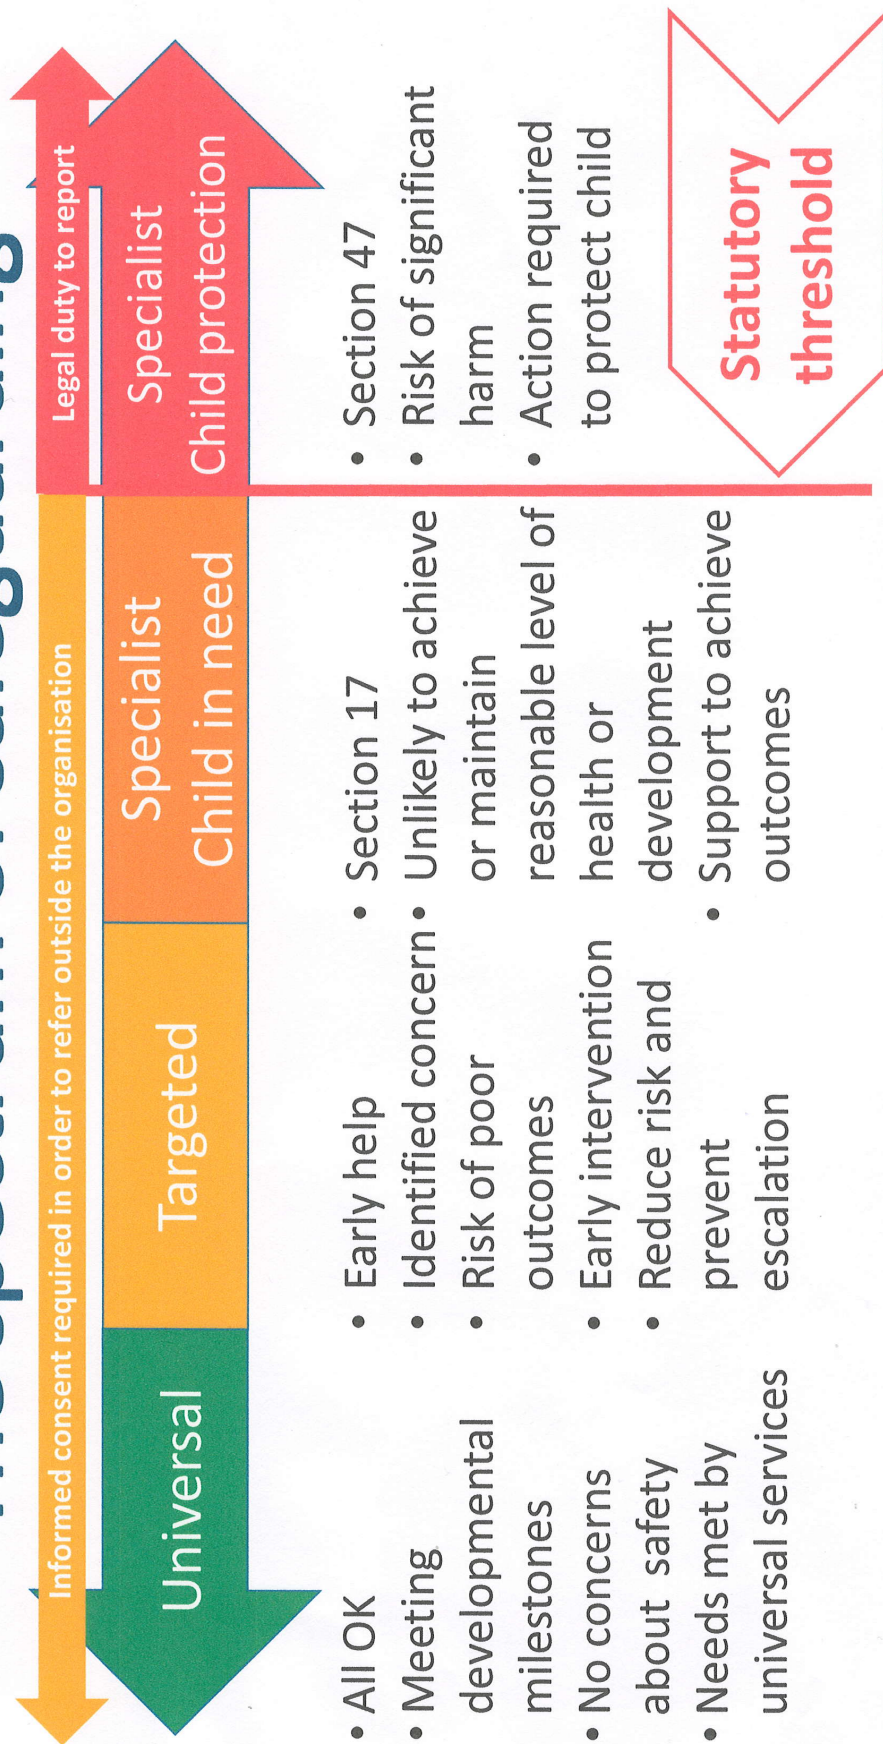 The spectrum of safeguarding
Informed consent required in order to refer outside the organisation
Legal duty to report
Universal
Targeted
Specialist
Child in need
Specialist
Child protection
• All OK
• Meeting
developmental
milestones
• No concerns
about safety
• Needs met by
universal services
• Early help
• Identified concern
• Risk of poor
outcomes
• Early intervention
• Reduce risk and
prevent
escalation
• Section 17
• Unlikely to achieve
or maintain
reasonable level of
health or
development
• Support to achieve
outcomes
• Section 47
• Risk of significant
harm
• Action required
to protect child
Statutory
threshold